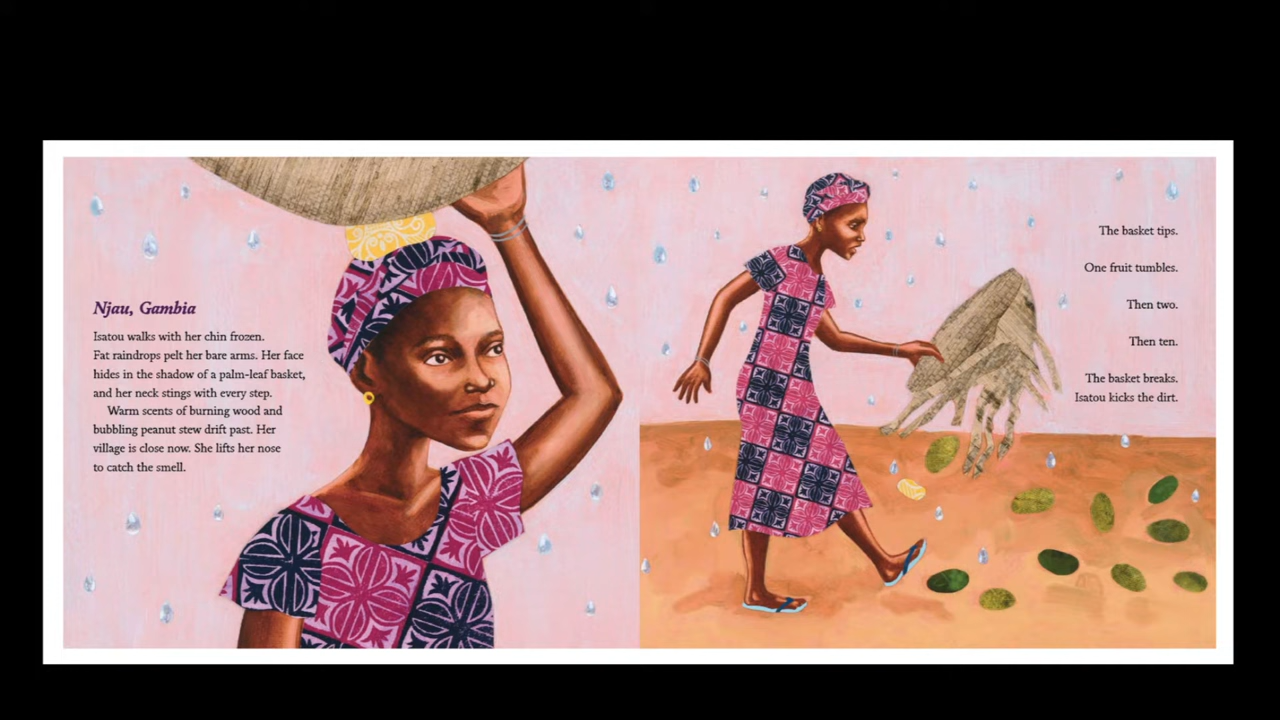 Njau, Gambia
Isatou walks with her chin frozen.
Fat raindrops pelt her bare arms. Her face
hides in the shadow of a palm-leaf basket,
and her neck stings with every step.
Warm scents of burning wood and
bubbling peanut stew drift past. Her
village is close now. She lifts her nose
to catch the smell.
The basket tips.
One fruit tumbles.
Then two.
Then ten.
The basket breaks.
Isatou kicks the dirt.